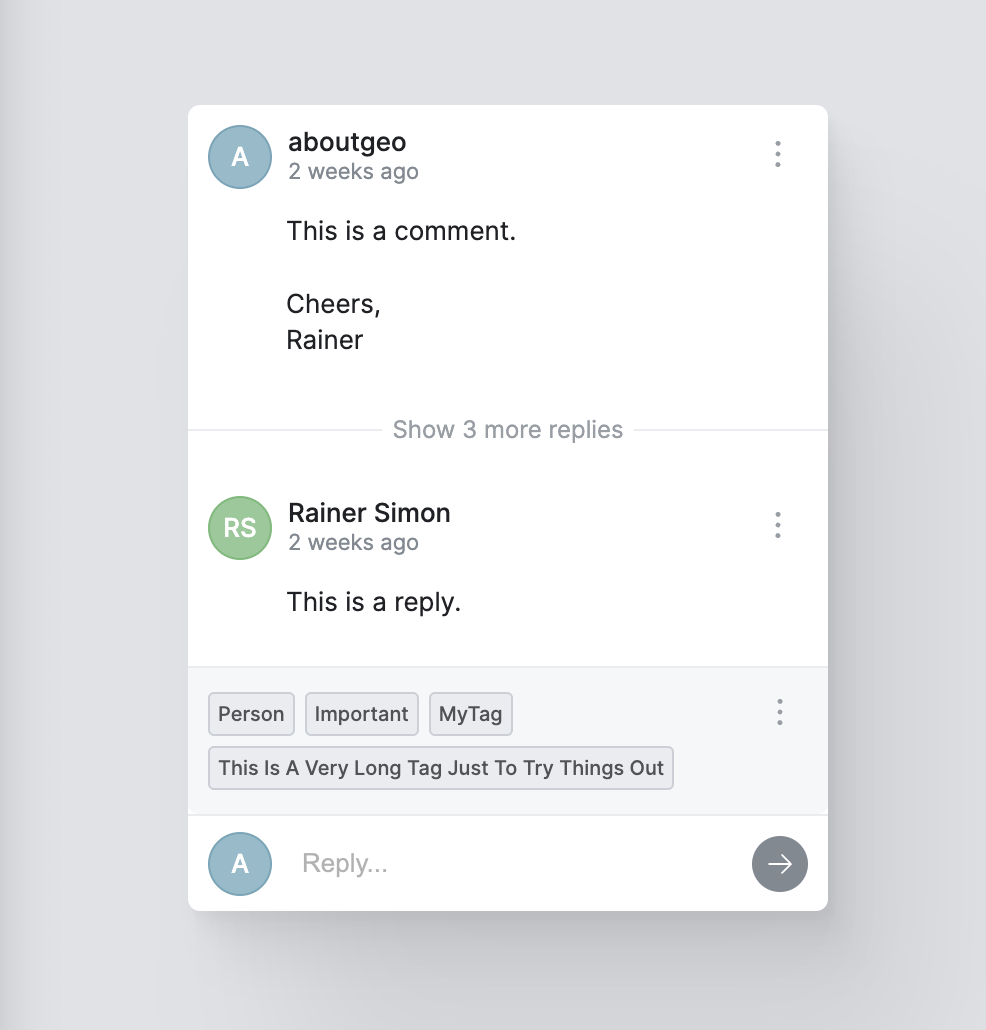 A
aboutgeo
2 weeks ago
This is a comment.
Cheers,
Rainer
Show 3 more replies
RS
Rainer Simon
2 weeks ago
This is a reply.
Person Important MyTag
This Is A Very Long Tag Just To Try Things Out
A Reply...